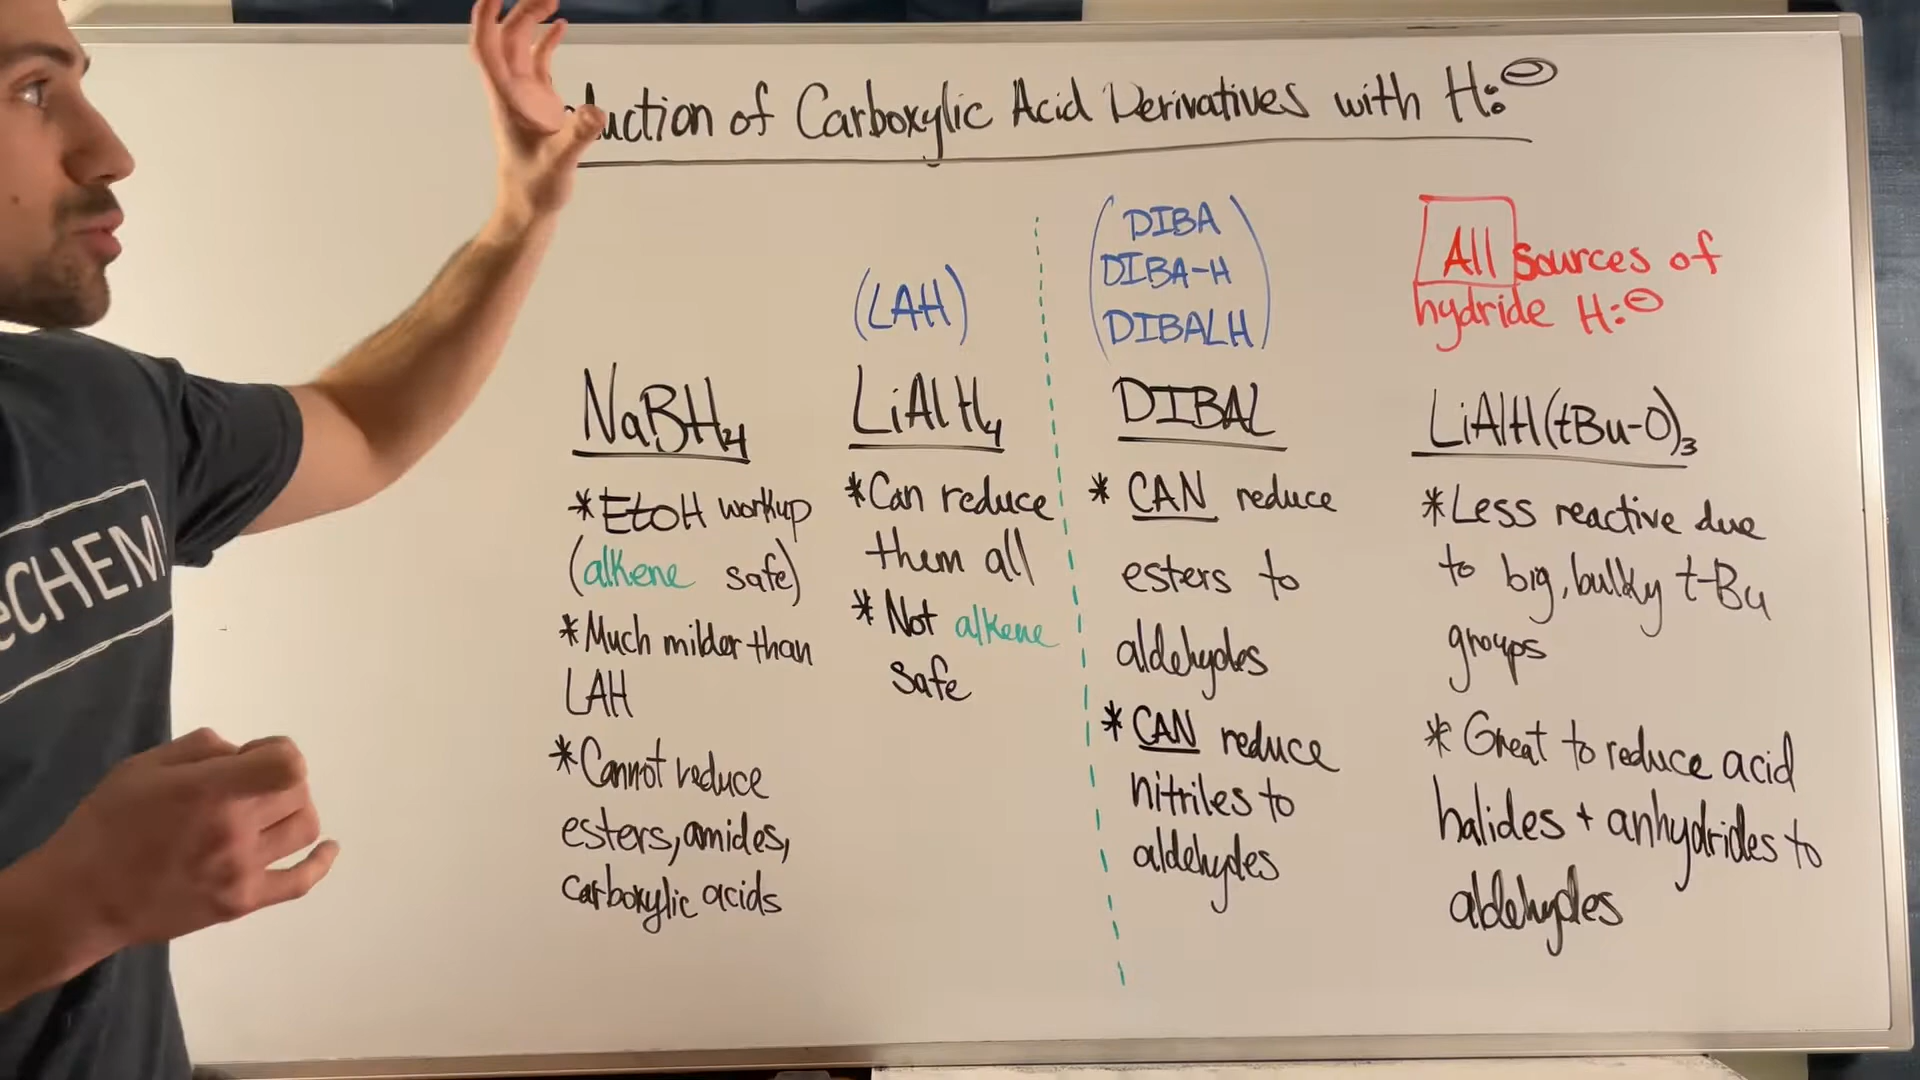 duction of Carboxylic Acid Derivatives with H:⊖
(LAH)
(DIBA
DIBA-H
DIBALH)
All sources of
hydride H:⊖
NaBH4
* EtOH workup
(alkene safe)
* Much milder than
LAH
* Cannot reduce
esters, amides,
carboxylic acids
LiAlH4
* Can reduce
them all
* Not alkene
safe
DIBAL
* CAN reduce
esters to
aldehydes
* CAN reduce
nitriles to
aldehydes
LiAlH(tBu-O)3
* Less reactive due
to big, bulky t-Bu
groups
* Great to reduce acid
halides + anhydrides to
aldehydes
eCHEM